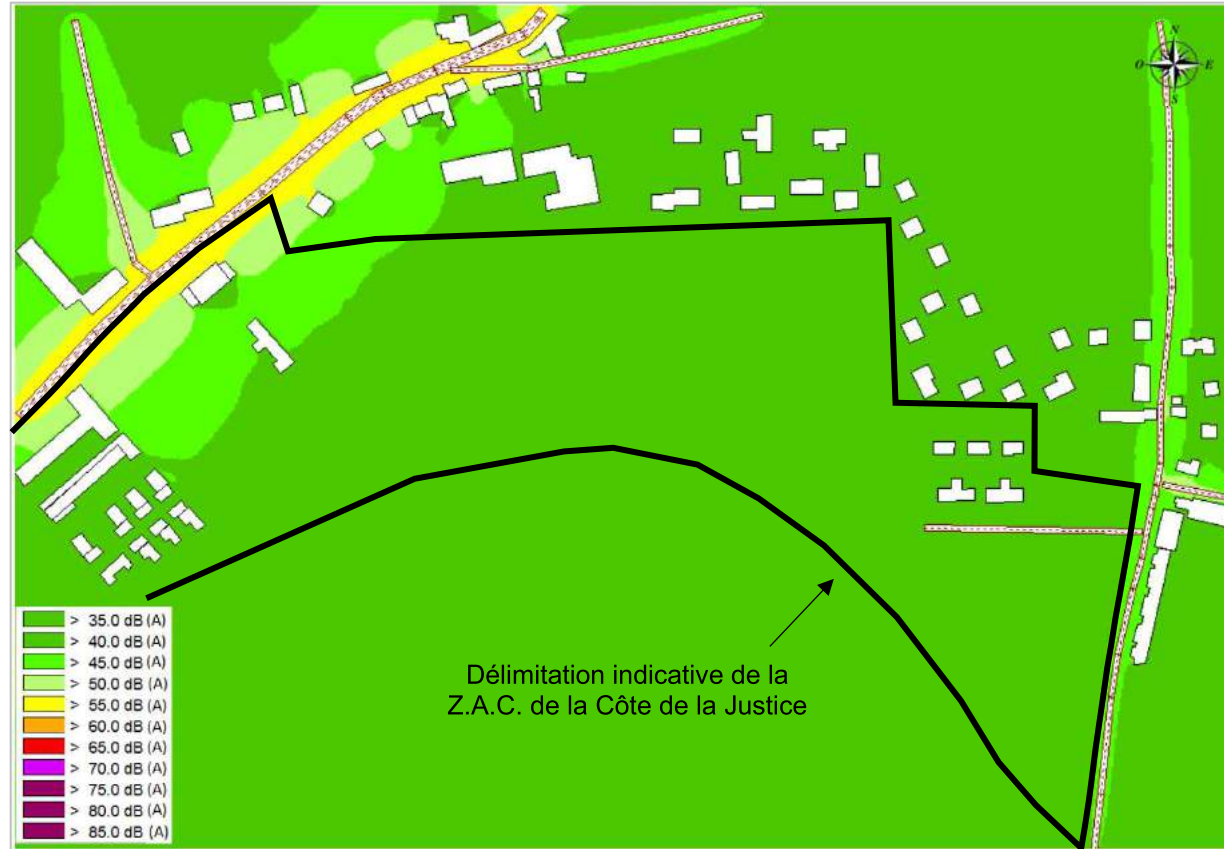 N
O
E
S
> 35.0 dB (A)
> 40.0 dB (A)
> 45.0 dB (A)
> 50.0 dB (A)
> 55.0 dB (A)
> 60.0 dB (A)
> 65.0 dB (A)
> 70.0 dB (A)
> 75.0 dB (A)
> 80.0 dB (A)
> 85.0 dB (A)
Délimitation indicative de la
Z.A.C. de la Côte de la Justice